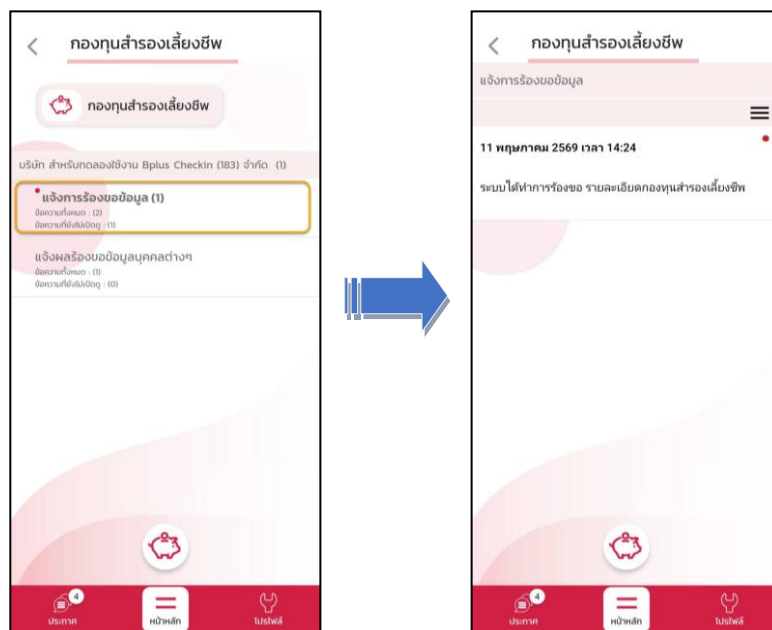 กองทุนสำรองเลี้ยงชีพ
กองทุนสำรองเลี้ยงชีพ
บริษัท สำหรับทดลองใช้งาน Bplus Checkin (183) จำกัด (1)
แจ้งการร้องขอข้อมูล (1)
ข้อความทั้งหมด : (2)
ข้อความที่ยังไม่เปิดดู : (1)
แจ้งผลร้องขอข้อมูลบุคคลต่างๆ
ข้อความทั้งหมด : (1)
ข้อความที่ยังไม่เปิดดู : (0)
4
ประกาศ
หน้าหลัก
โปรไฟล์
กองทุนสำรองเลี้ยงชีพ
แจ้งการร้องขอข้อมูล
11 พฤษภาคม 2569 เวลา 14:24
ระบบได้ทำการร้องขอ รายละเอียดกองทุนสำรองเลี้ยงชีพ
4
ประกาศ
หน้าหลัก
โปรไฟล์